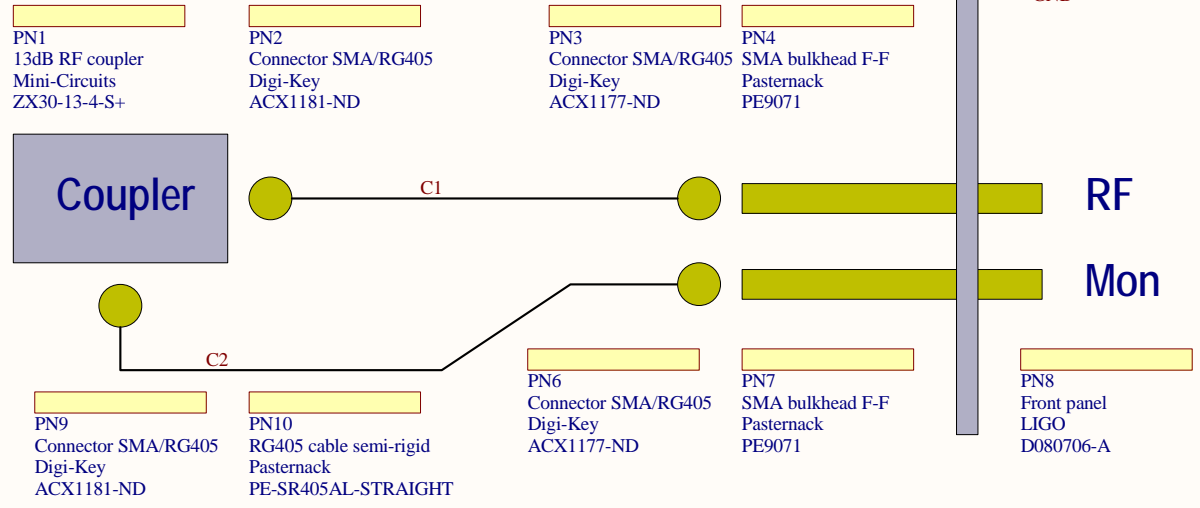 PN1
13dB RF coupler
Mini-Circuits
ZX30-13-4-S+
PN2
Connector SMA/RG405
Digi-Key
ACX1181-ND
PN3
Connector SMA/RG405
Digi-Key
ACX1177-ND
PN4
SMA bulkhead F-F
Pasternack
PE9071
Coupler
C1
RF
Mon
C2
PN9
Connector SMA/RG405
Digi-Key
ACX1181-ND
PN10
RG405 cable semi-rigid
Pasternack
PE-SR405AL-STRAIGHT
PN6
Connector SMA/RG405
Digi-Key
ACX1177-ND
PN7
SMA bulkhead F-F
Pasternack
PE9071
PN8
Front panel
LIGO
D080706-A